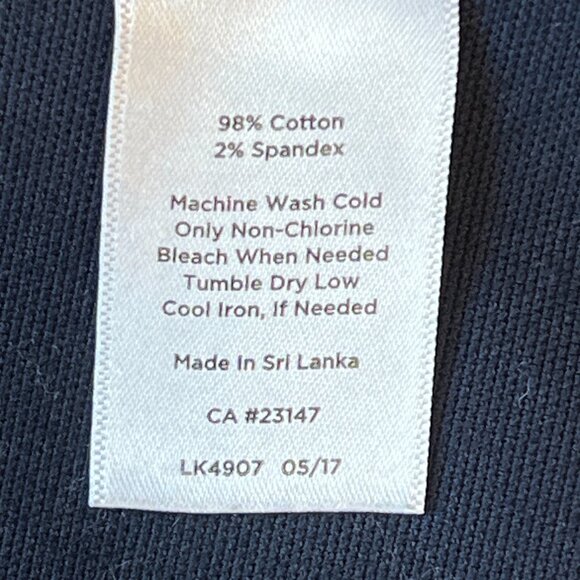 98% Cotton
2% Spandex
Machine Wash Cold
Only Non-Chlorine
Bleach When Needed
Tumble Dry Low
Cool Iron, If Needed
Made In Sri Lanka
CA #23147
LK4907 05/17